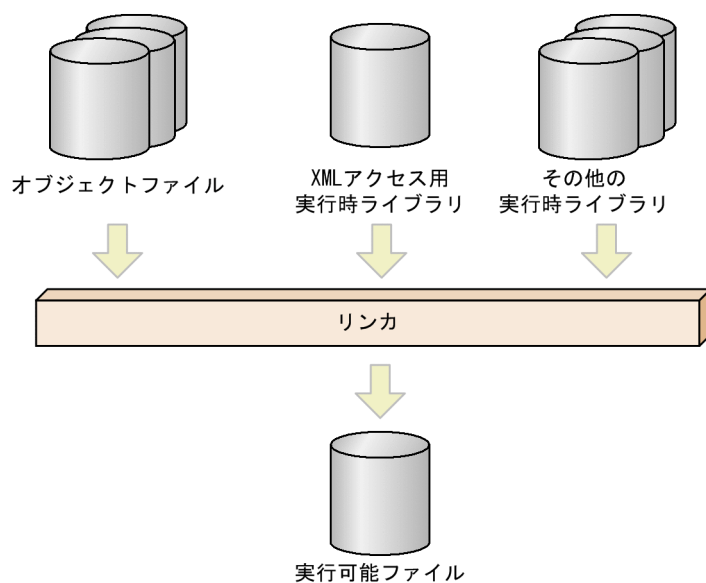 オブジェクトファイル
XMLアクセス用
実行時ライブラリ
その他の
実行時ライブラリ
リンカ
実行可能ファイル